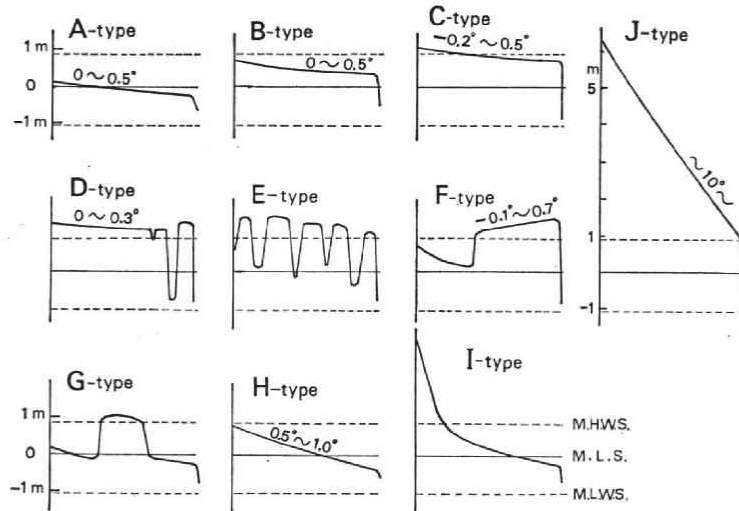 A-type
1 m
0
-1 m
0〜0.5°
B-type
0〜0.5°
C-type
-0.2°〜0.5°
J-type
m
5
1
-1
〜10°〜
D-type
0〜0.3°
E-type
F-type
-0.1°〜0.7°
G-type
1 m
0
-1 m
H-type
0.5°〜1.0°
I-type
M.H.W.S.
M.L.S.
M.L.W.S.